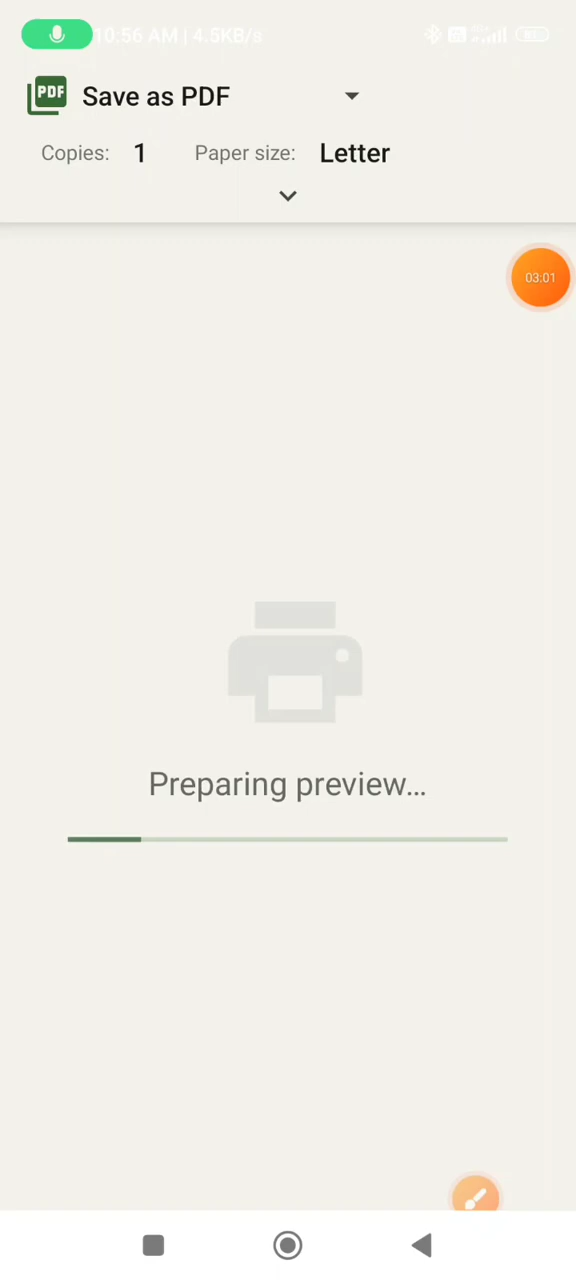 10:56 AM | 4.5KB/s
PDF Save as PDF
Copies: 1 Paper size: Letter
03:01
Preparing preview...